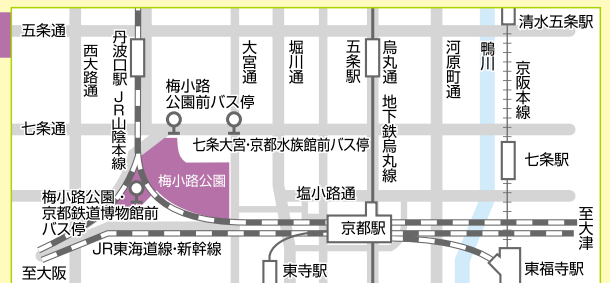 五条通
清水五条駅
西大路通
丹波口駅
JR山陰本線
大宮通
堀川通
五条駅
烏丸通
地下鉄烏丸線
河原町通
鴨川
京阪本線
梅小路
公園前バス停
七条通
七条大宮・京都水族館前バス停
七条駅
梅小路公園
塩小路通
梅小路公園・
京都鉄道博物館前
バス停
京都駅
至大津
JR東海道線・新幹線
至大阪
東寺駅
東福寺駅